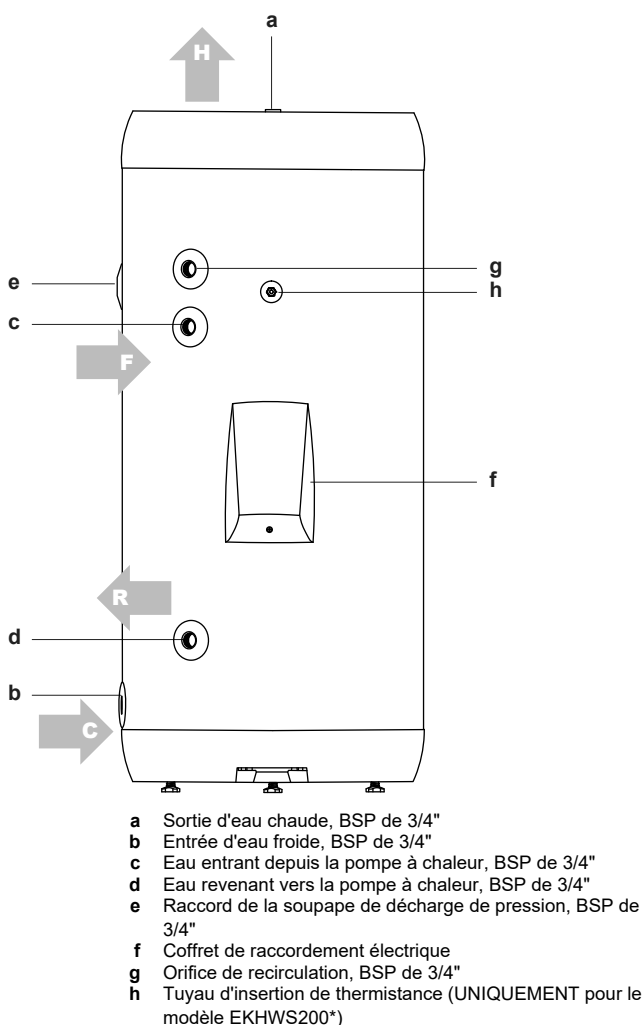 a
H
g
e
h
c
F
f
R
d
b
C
a Sortie d'eau chaude, BSP de 3/4"
b Entrée d'eau froide, BSP de 3/4"
c Eau entrant depuis la pompe à chaleur, BSP de 3/4"
d Eau revenant vers la pompe à chaleur, BSP de 3/4"
e Raccord de la soupape de décharge de pression, BSP de
3/4"
f Coffret de raccordement électrique
g Orifice de recirculation, BSP de 3/4"
h Tuyau d'insertion de thermistance (UNIQUEMENT pour le
modèle EKHWS200*)